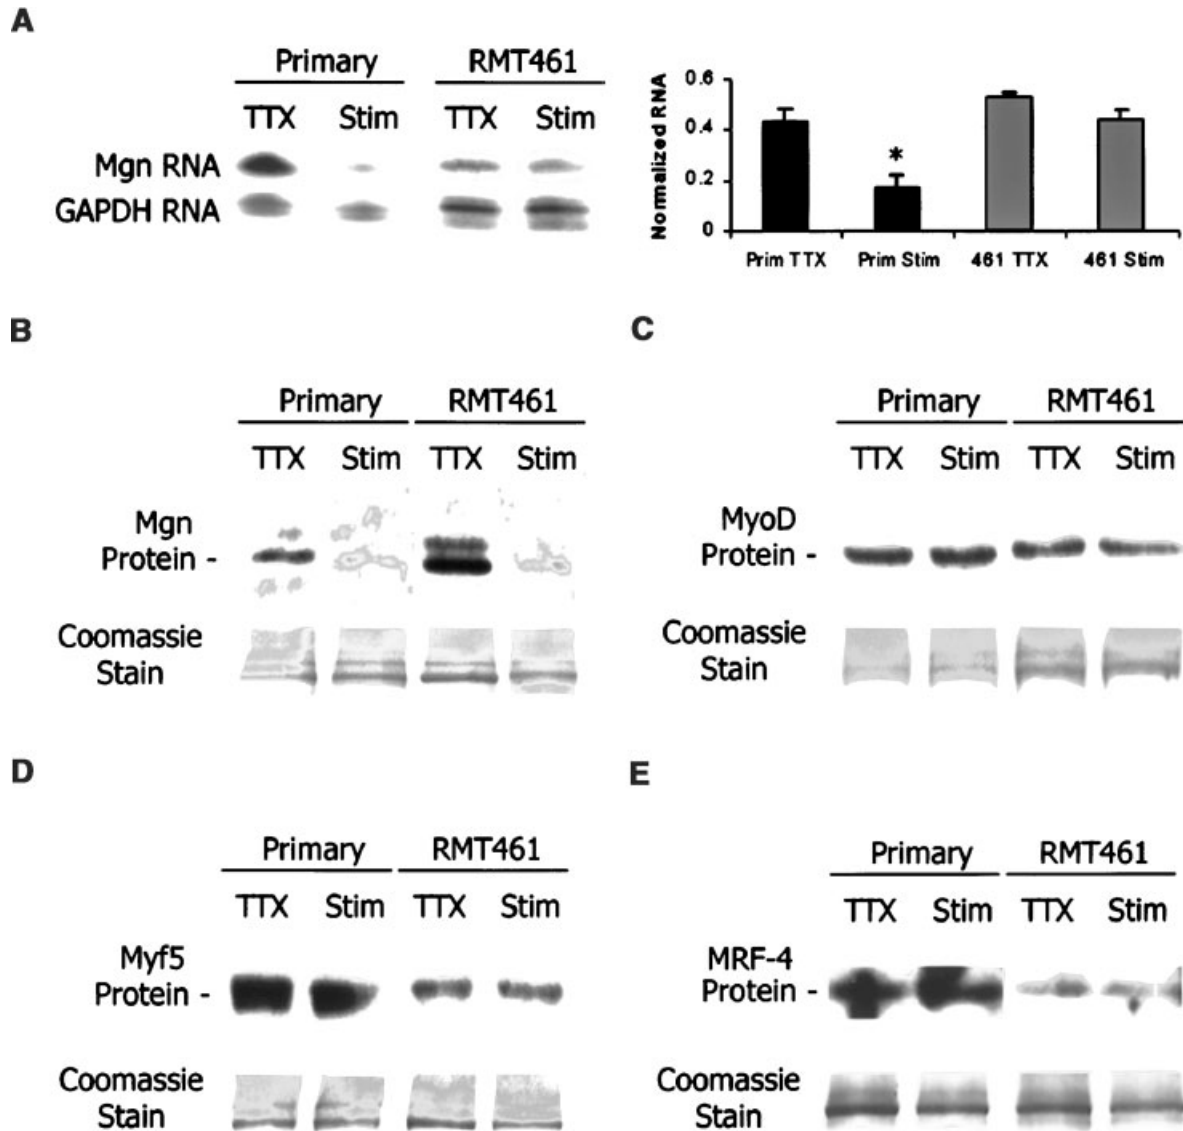 A
Primary RMT461
TTX Stim TTX Stim
Mgn RNA
GAPDH RNA
Normalized RNA
0.6
0.4
0.2
0
Prim TTX Prim Stim 461 TTX 461 Stim
*
B
Primary RMT461
TTX Stim TTX Stim
Mgn
Protein -
Coomassie
Stain
C
Primary RMT461
TTX Stim TTX Stim
MyoD
Protein -
Coomassie
Stain
D
Primary RMT461
TTX Stim TTX Stim
Myf5
Protein -
Coomassie
Stain
E
Primary RMT461
TTX Stim TTX Stim
MRF-4
Protein -
Coomassie
Stain